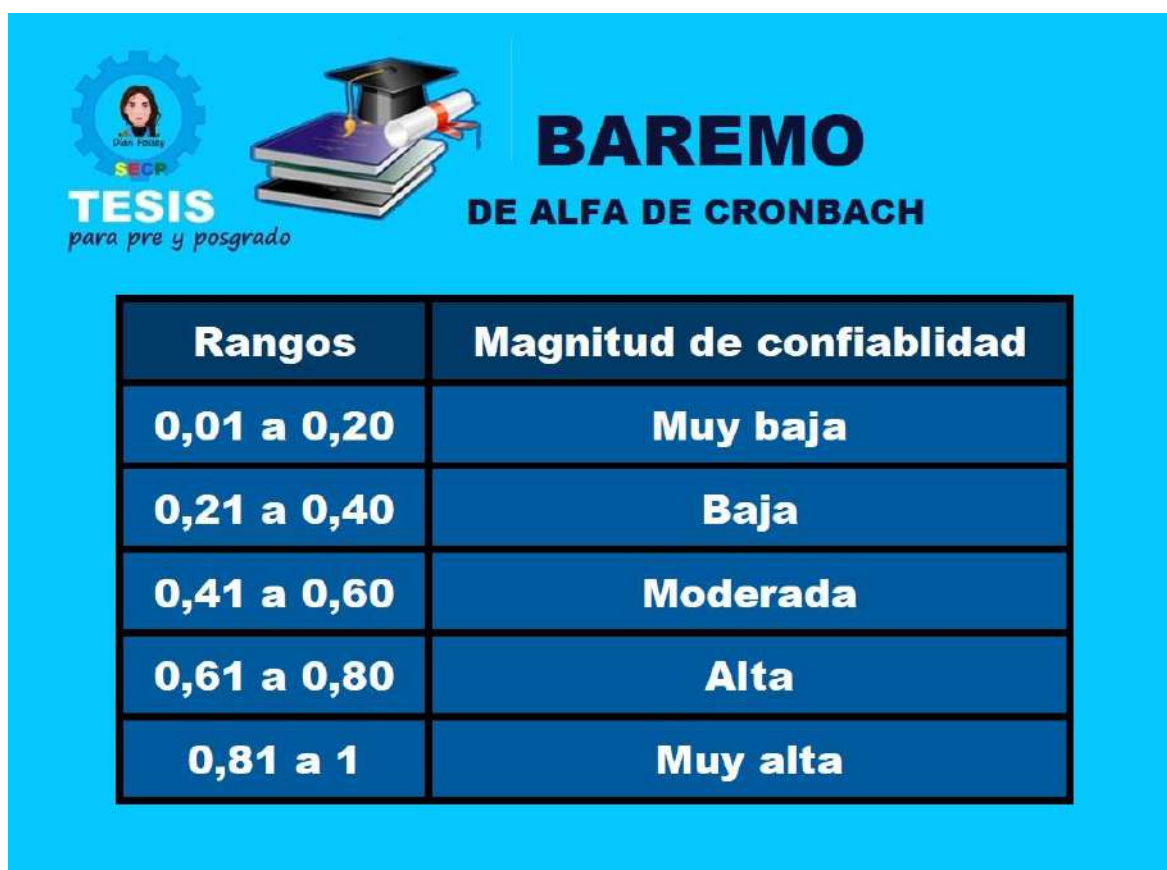 Dian Fossey
SECP
TESIS
para pre y posgrado
BAREMO
DE ALFA DE CRONBACH
Rangos Magnitud de confiablidad
0,01 a 0,20 Muy baja
0,21 a 0,40 Baja
0,41 a 0,60 Moderada
0,61 a 0,80 Alta
0,81 a 1 Muy alta